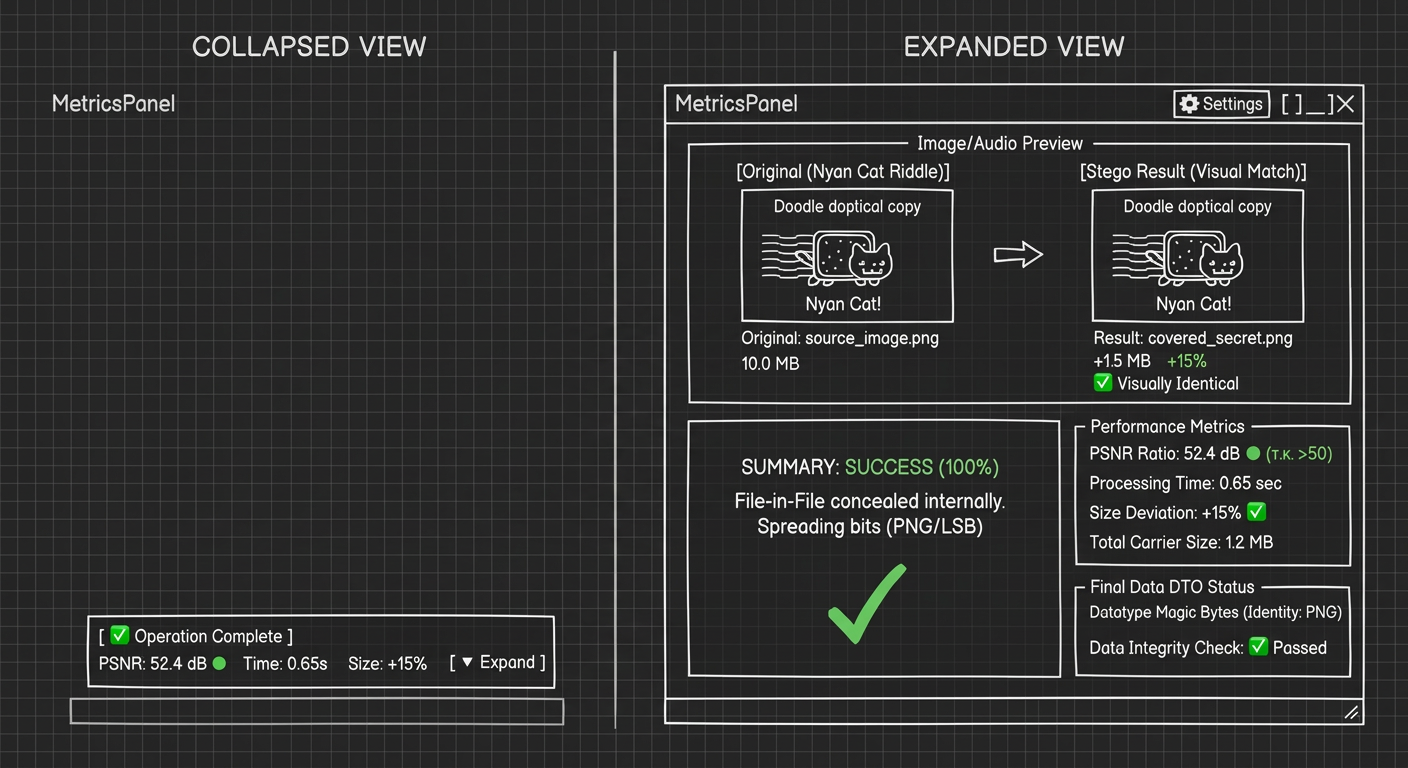 COLLAPSED VIEW
MetricsPanel
[ ✅ Operation Complete ]
PSNR: 52.4 dB Time: 0.65s Size: +15% [ ▼ Expand ]
EXPANDED VIEW
MetricsPanel
Settings [ ] _ ] X
Image/Audio Preview
[Original (Nyan Cat Riddle)]
Doodle doptical copy
Nyan Cat!
Original: source_image.png
10.0 MB
[Stego Result (Visual Match)]
Doodle doptical copy
Nyan Cat!
Result: covered_secret.png
+1.5 MB +15%
✅ Visually Identical
SUMMARY: SUCCESS (100%)
File-in-File concealed internally.
Spreading bits (PNG/LSB)
Performance Metrics
PSNR Ratio: 52.4 dB (т.к. >50)
Processing Time: 0.65 sec
Size Deviation: +15% ✅
Total Carrier Size: 1.2 MB
Final Data DTO Status
Datatype Magic Bytes (Identity: PNG)
Data Integrity Check: ✅ Passed